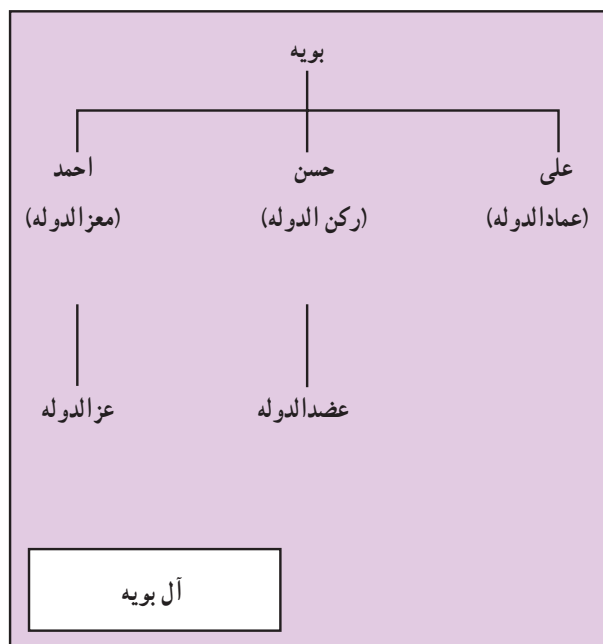 بویه
علی
(عمادالدوله)
حسن
(رکن الدوله)
احمد
(معزالدوله)
عضدالدوله
عزالدوله
آل بویه